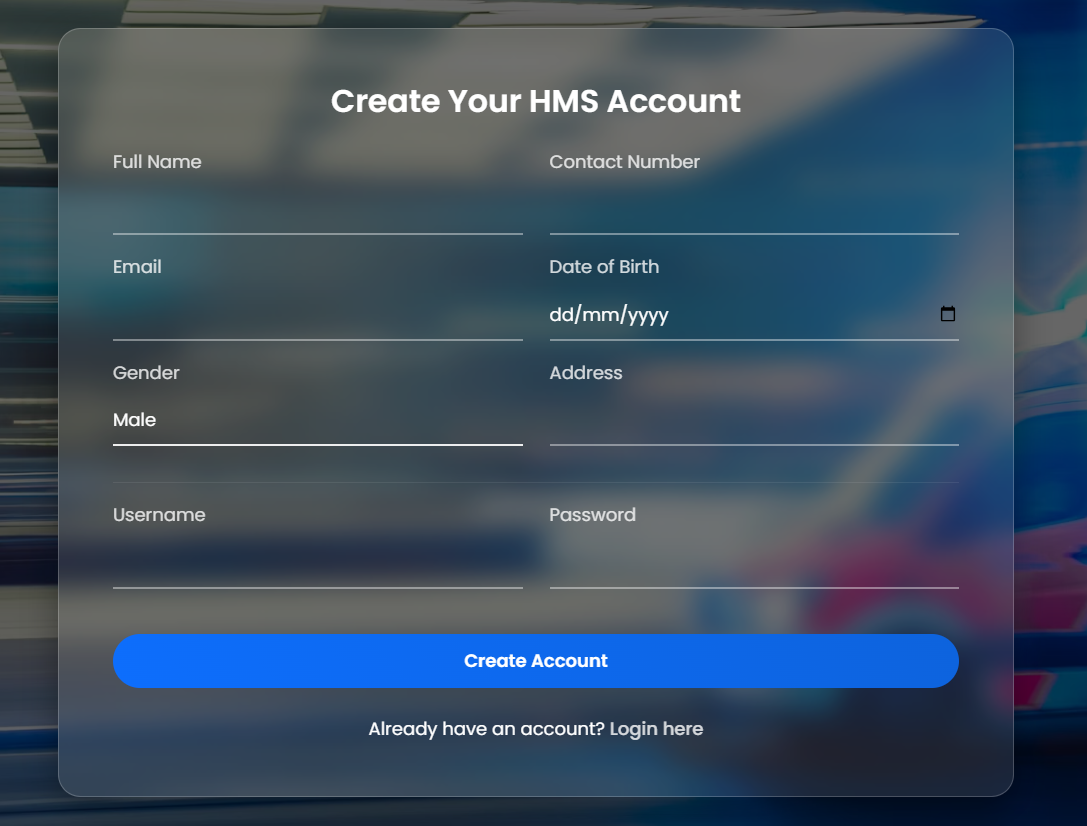 Create Your HMS Account
Full Name
Contact Number
Email
Date of Birth
dd/mm/yyyy
Gender
Male
Address
Username
Password
Create Account
Already have an account? Login here